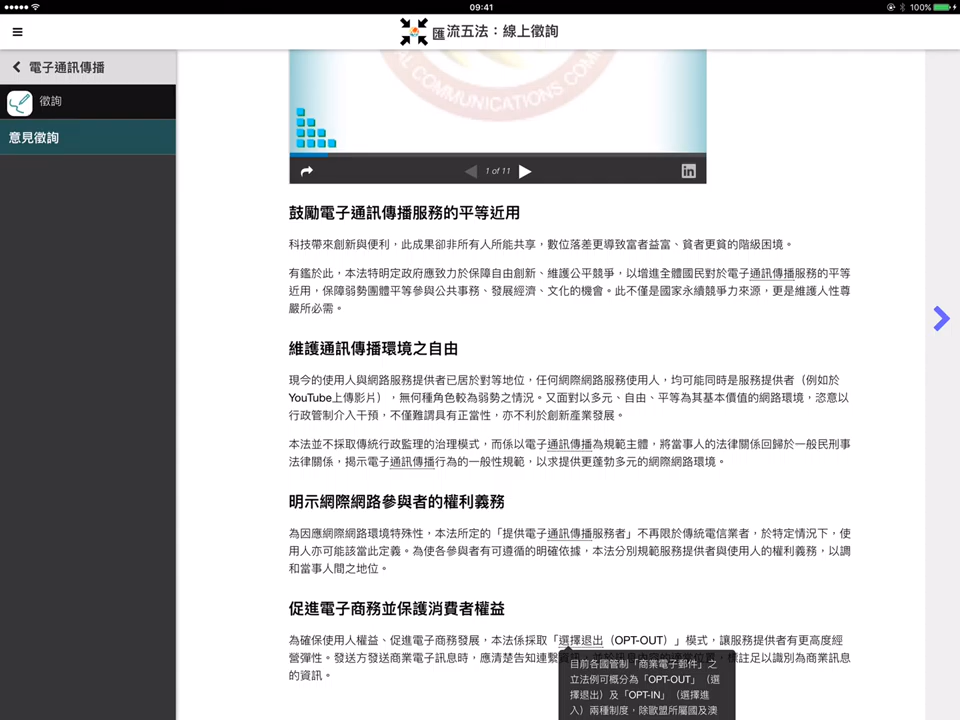 09:41
100%
匯流五法：線上徵詢
電子通訊傳播
徵詢
意見徵詢
COMMUNICATIONS
1 of 11
in
鼓勵電子通訊傳播服務的平等近用
科技帶來創新與便利，此成果卻非所有人所能共享，數位落差更導致富者益富、貧者更貧的階級困境。
有鑑於此，本法特明定政府應致力於保障自由創新、維護公平競爭，以增進全體國民對於電子通訊傳播服務的平等
近用，保障弱勢團體平等參與公共事務、發展經濟、文化的機會。此不僅是國家永續競爭力來源，更是維護人性尊
嚴所必需。
維護通訊傳播環境之自由
現今的使用人與網路服務提供者已居於對等地位，任何網際網路服務使用人，均可能同時是服務提供者（例如於
YouTube上傳影片），無何種角色較為弱勢之情況。又面對以多元、自由、平等為其基本價值的網路環境，恣意以
行政管制介入干預，不僅難謂具有正當性，亦不利於創新產業發展。
本法並不採取傳統行政監理的治理模式，而係以電子通訊傳播為規範主體，將當事人的法律關係回歸於一般民刑事
法律關係，揭示電子通訊傳播行為的一般性規範，以求提供更蓬勃多元的網際網路環境。
明示網際網路參與者的權利義務
為因應網際網路環境特殊性，本法所定的「提供電子通訊傳播服務者」不再限於傳統電信業者，於特定情況下，使
用人亦可能該當此定義。為使各參與者有可遵循的明確依據，本法分別規範服務提供者與使用人的權利義務，以調
和當事人間之地位。
促進電子商務並保護消費者權益
為確保使用人權益、促進電子商務發展，本法係採取「選擇退出（OPT-OUT）」模式，讓服務提供者有更高度經
營彈性。發送方發送商業電子訊息時，應清楚告知連繫 標註足以識別為商業訊息
的資訊。
目前各國管制「商業電子郵件」之
立法例可概分為「OPT-OUT」（選
擇退出）及「OPT-IN」（選擇進
入）兩種制度，除歐盟所屬國及澳